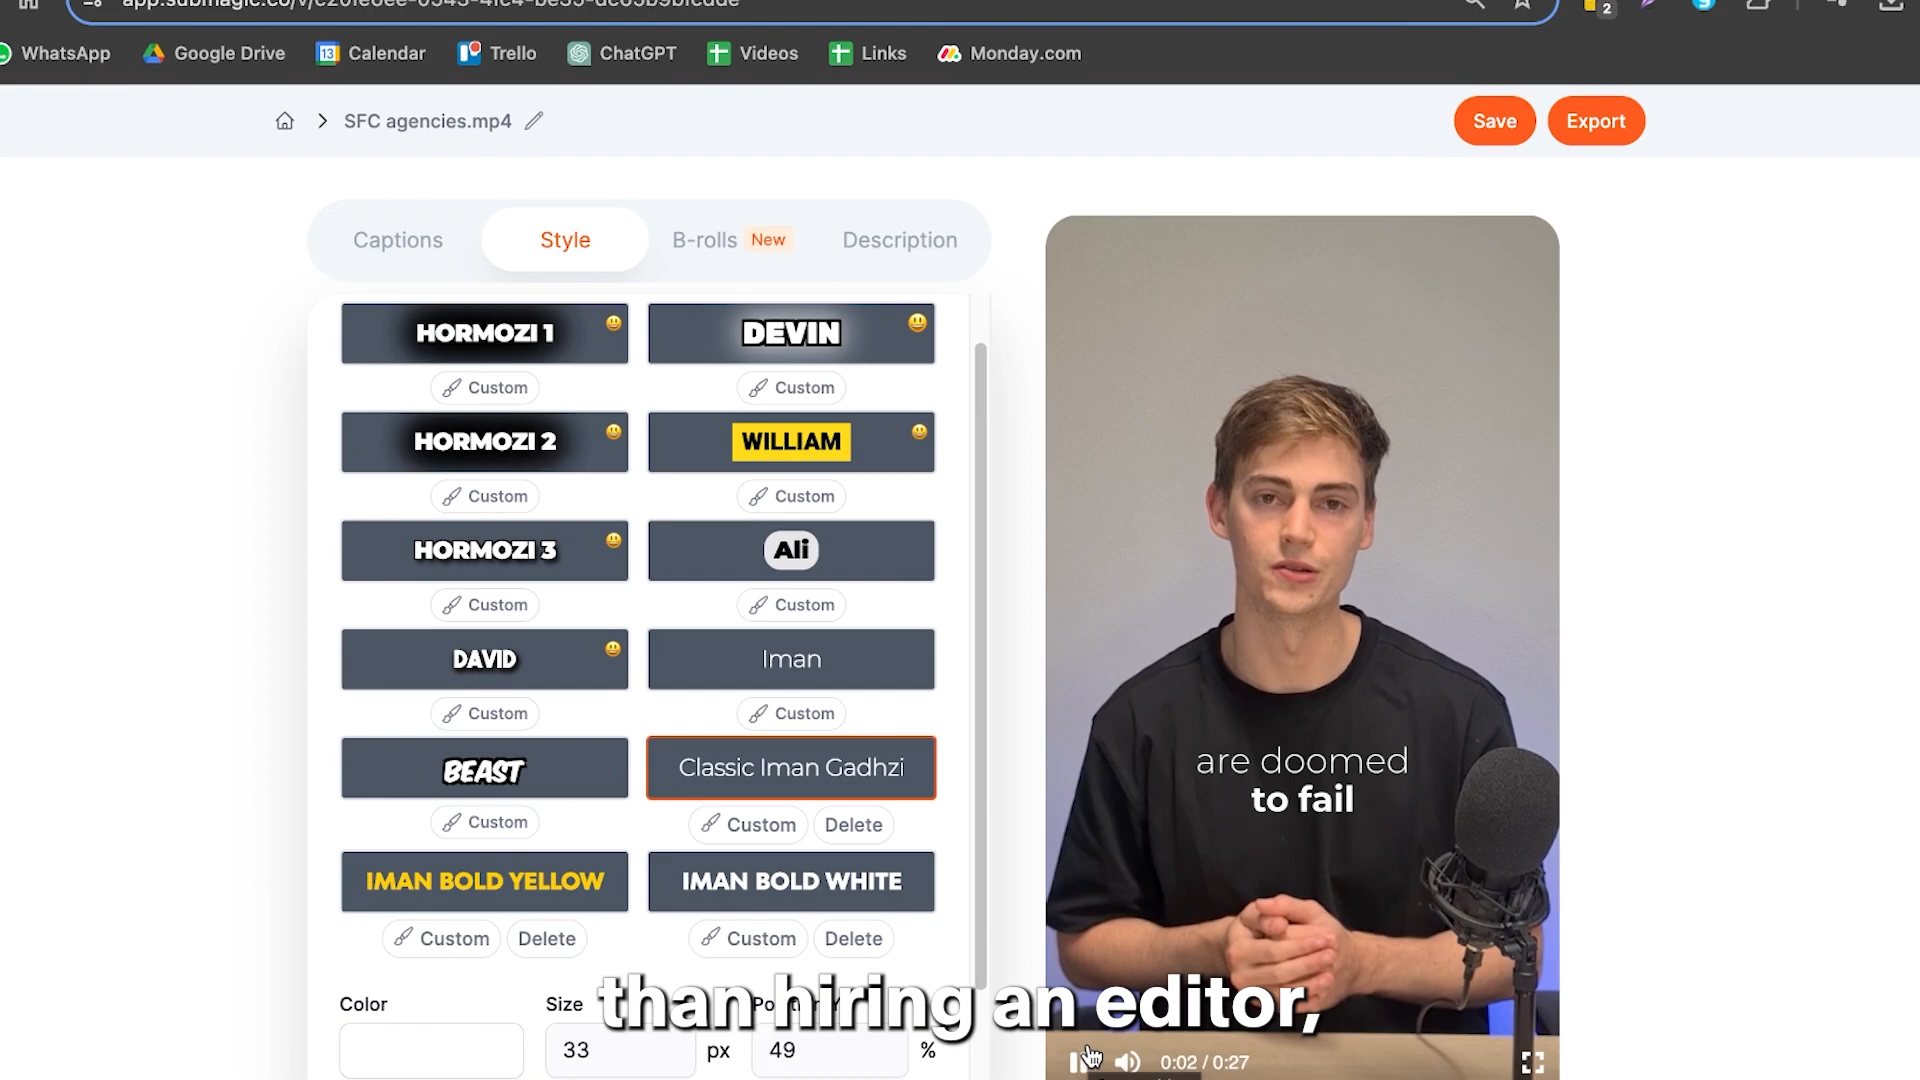 WhatsApp
Google Drive
13 Calendar
Trello
ChatGPT
Videos
Links
Monday.com
2
SFC agencies.mp4
Save
Export
Captions
Style
B-rolls New
Description
HORMOZI 1
DEVIN
Custom
Custom
HORMOZI 2
WILLIAM
Custom
Custom
HORMOZI 3
Ali
Custom
Custom
DAVID
Iman
Custom
Custom
BEAST
Classic Iman Gadhzi
Custom
Custom
Delete
IMAN BOLD YELLOW
IMAN BOLD WHITE
Custom
Delete
Custom
Delete
are doomed
to fail
Color
Size
than hiring an editor,
33
px
49
%
0:02 / 0:27